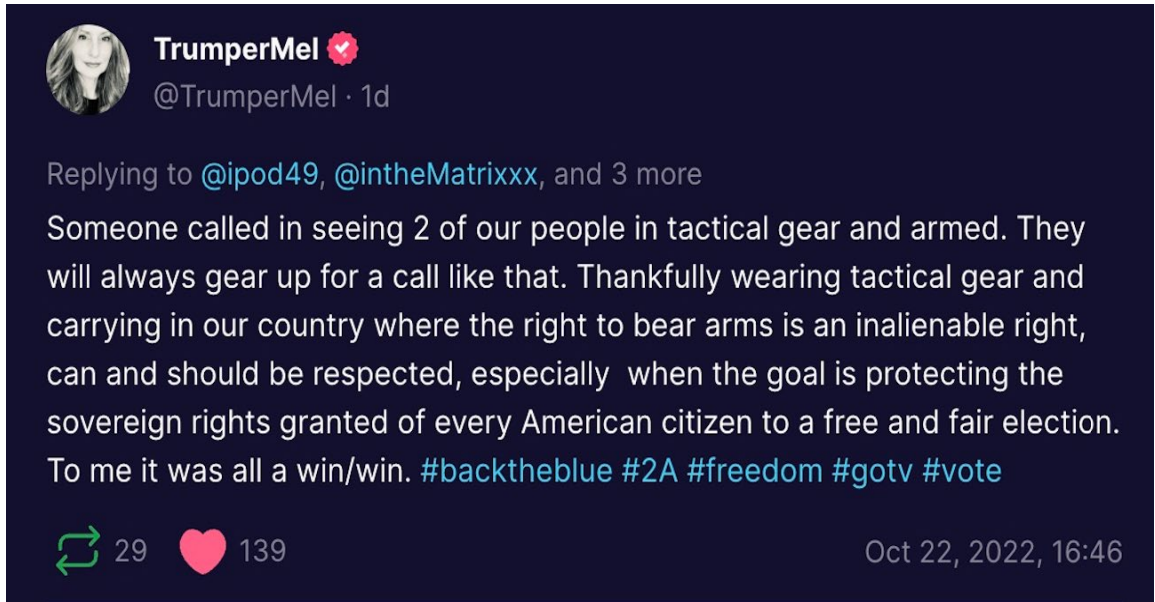 TrumperMel
@TrumperMel · 1d
Replying to @ipod49, @intheMatrixxx, and 3 more
Someone called in seeing 2 of our people in tactical gear and armed. They
will always gear up for a call like that. Thankfully wearing tactical gear and
carrying in our country where the right to bear arms is an inalienable right,
can and should be respected, especially  when the goal is protecting the
sovereign rights granted of every American citizen to a free and fair election.
To me it was all a win/win. #backtheblue #2A #freedom #gotv #vote
29 139 Oct 22, 2022, 16:46